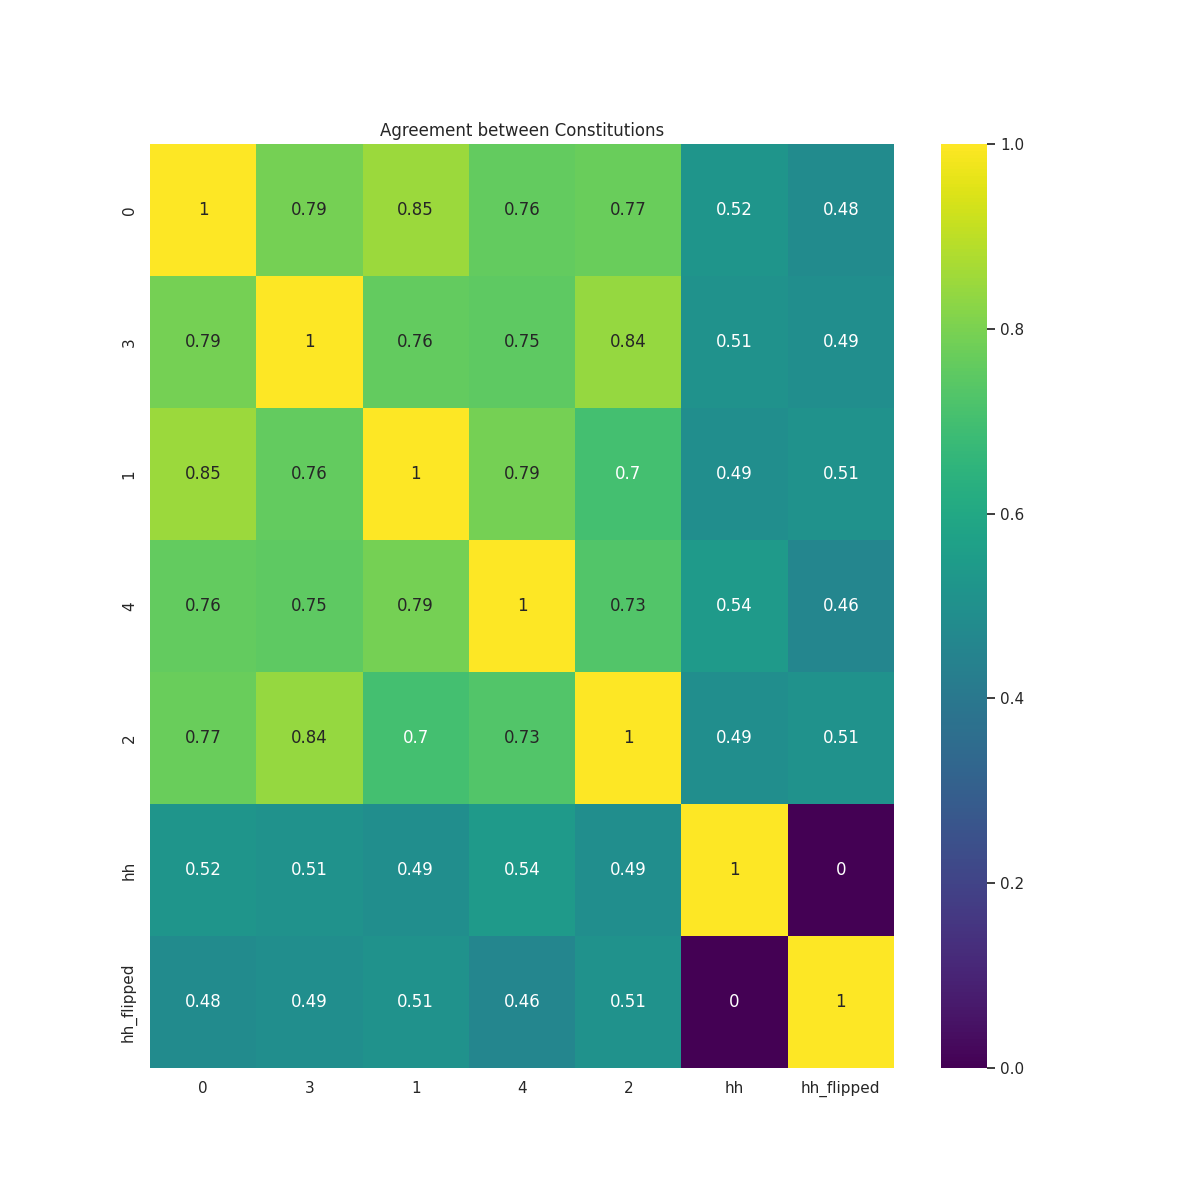 Agreement between Constitutions
0 1 0.79 0.85 0.76 0.77 0.52 0.48 1.0
3 0.79 1 0.76 0.75 0.84 0.51 0.49 0.8
1 0.85 0.76 1 0.79 0.7 0.49 0.51 0.6
4 0.76 0.75 0.79 1 0.73 0.54 0.46
2 0.77 0.84 0.7 0.73 1 0.49 0.51 0.4
hh 0.52 0.51 0.49 0.54 0.49 1 0 0.2
hh_flipped 0.48 0.49 0.51 0.46 0.51 0 1 0.0
0 3 1 4 2 hh hh_flipped